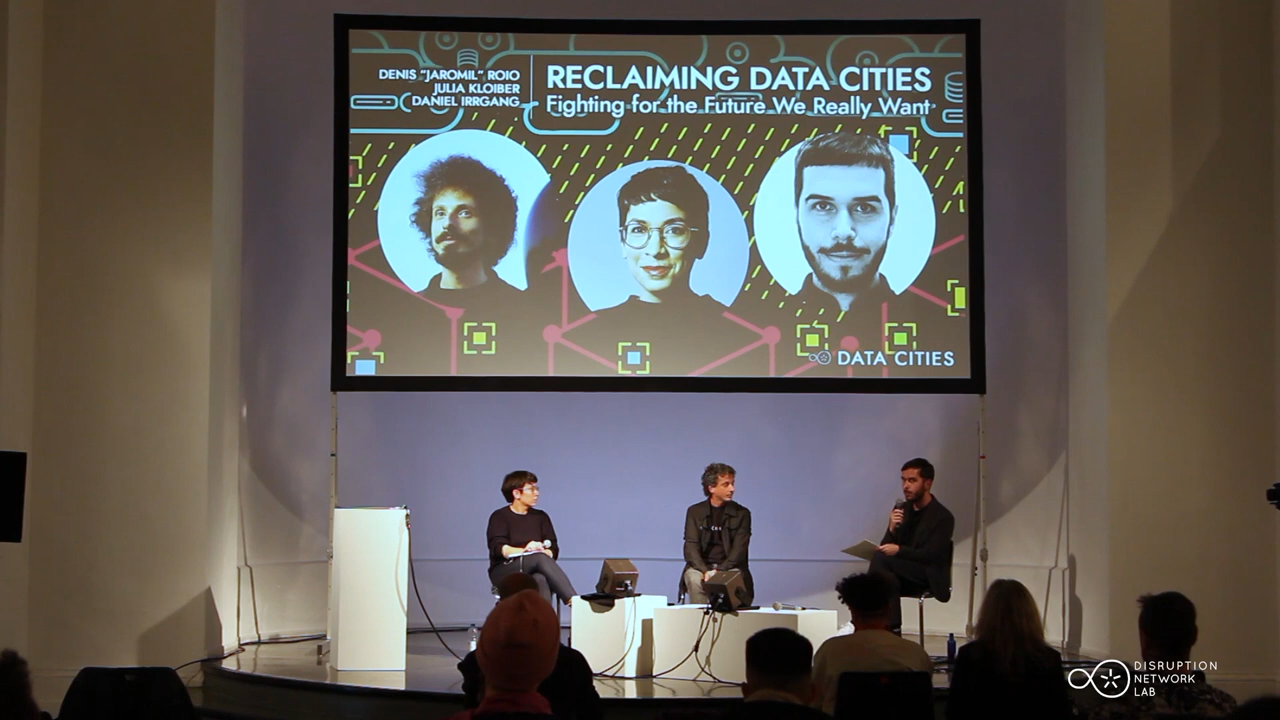 DENIS "JAROMIL" ROIO
JULIA KLOIBER
DANIEL IRRGANG
RECLAIMING DATA CITIES
Fighting for the Future We Really Want
DATA CITIES
DISRUPTION
NETWORK
LAB